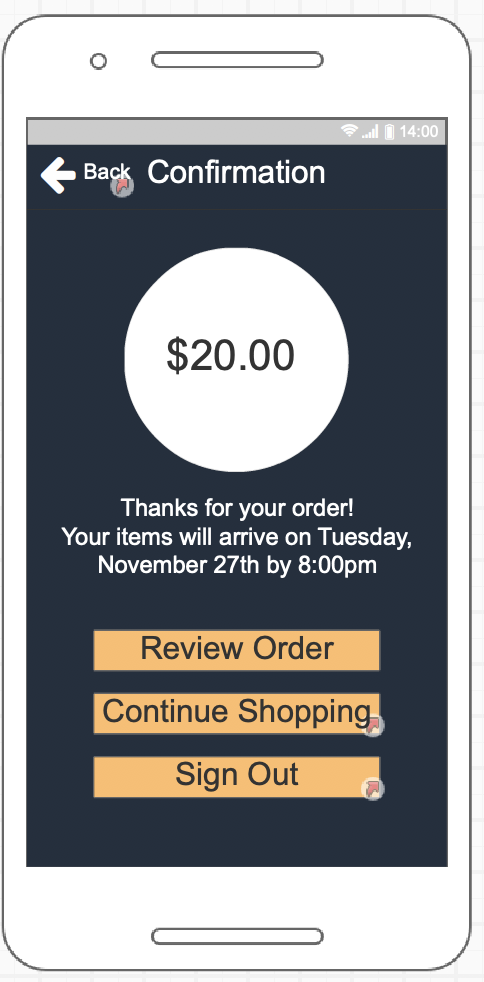 14:00
Back
Confirmation
$20.00
Thanks for your order!
Your items will arrive on Tuesday,
November 27th by 8:00pm
Review Order
Continue Shopping
Sign Out